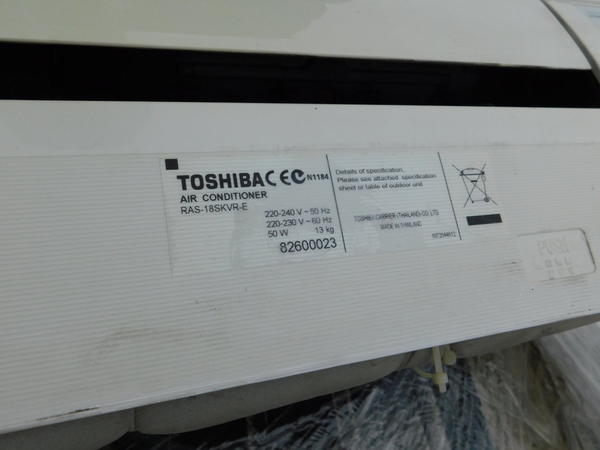 TOSHIBA CE N1184
AIR CONDITIONER
RAS-18SKVR-E
220-240 V ~ 50 Hz
220-230 V ~ 60 Hz
50 W 13 kg
82600023
Details of specification.
Please see attached specification
sheet or table of outdoor unit.
TOSHIBA CARRIER (THAILAND) CO., LTD.
MADE IN THAILAND
PUSH